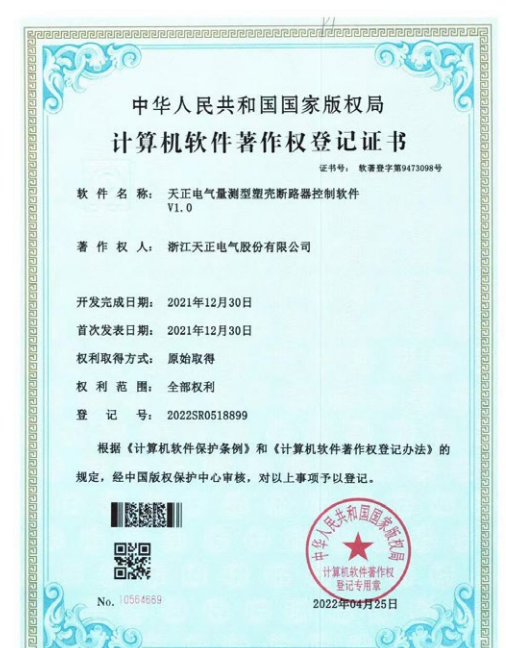 中华人民共和国国家版权局
计算机软件著作权登记证书
证书号： 软著登字第9473098号
软件名称： 天正电气量测型塑壳断路器控制软件
V1.0
著作权人： 浙江天正电气股份有限公司
开发完成日期： 2021年12月30日
首次发表日期： 2021年12月30日
权利取得方式： 原始取得
权利范围： 全部权利
登记号： 2022SR0518899
根据《计算机软件保护条例》和《计算机软件著作权登记办法》的
规定，经中国版权保护中心审核，对以上事项予以登记。
中华人民共和国国家版权局
计算机软件著作权
登记专用章
No. 10564669
2022年04月25日